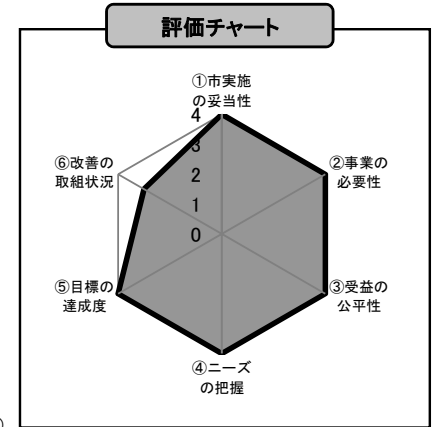 評価チャート
①市実施
の妥当性
4
3
2
1
0
②事業の
必要性
③受益の
公平性
④ニーズ
の把握
⑤目標の
達成度
⑥改善の
取組状況